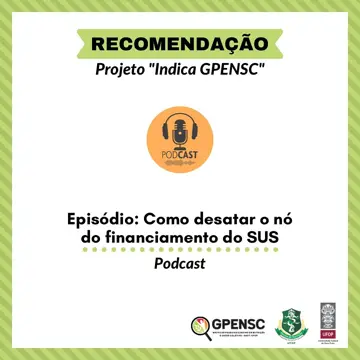 RECOMENDAÇÃO
Projeto "Indica GPENSC"
PODCAST
Episódio: Como desatar o nó
do financiamento do SUS
Podcast
GPENSC
UFOP